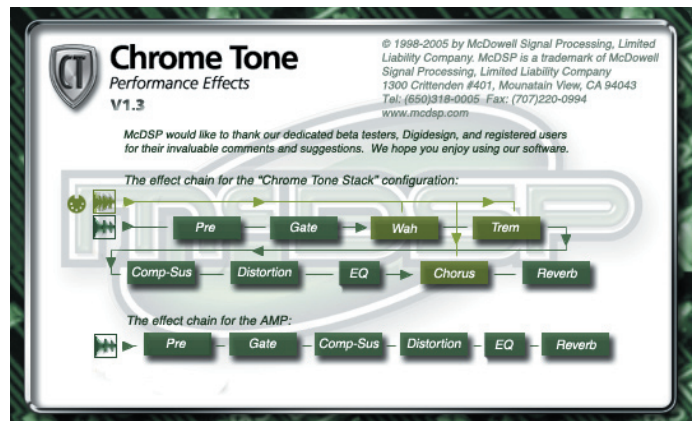 CT
Chrome Tone
Performance Effects
V1.3
© 1998-2005 by McDowell Signal Processing, Limited
Liability Company. McDSP is a trademark of McDowell
Signal Processing, Limited Liability Company
1300 Crittenden #401, Mounatain View, CA 94043
Tel: (650)318-0005 Fax: (707)220-0994
www.mcdsp.com
McDSP would like to thank our dedicated beta testers, Digidesign, and registered users
for their invaluable comments and suggestions. We hope you enjoy using our software.
McDSP
The effect chain for the "Chrome Tone Stack" configuration:
Pre Gate Wah Trem
Comp-Sus Distortion EQ Chorus Reverb
The effect chain for the AMP:
Pre Gate Comp-Sus Distortion EQ Reverb